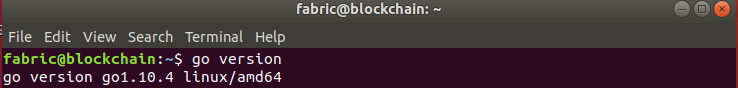 fabric@blockchain: ~
File Edit View Search Terminal Help
fabric@blockchain:~$ go version
go version go1.10.4 linux/amd64